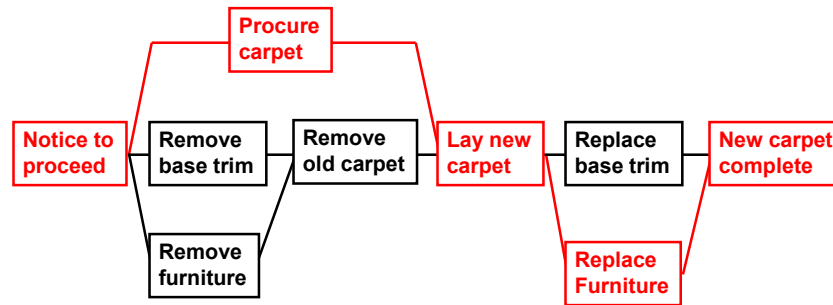 Procure
carpet
Notice to
proceed
Remove
base trim
Remove
old carpet
Lay new
carpet
Replace
base trim
New carpet
complete
Remove
furniture
Replace
Furniture